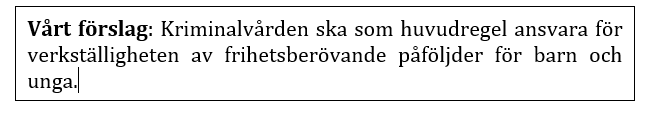 Vårt förslag: Kriminalvården ska som huvudregel ansvara för
verkställigheten av frihetsberövande påföljder för barn och
unga.